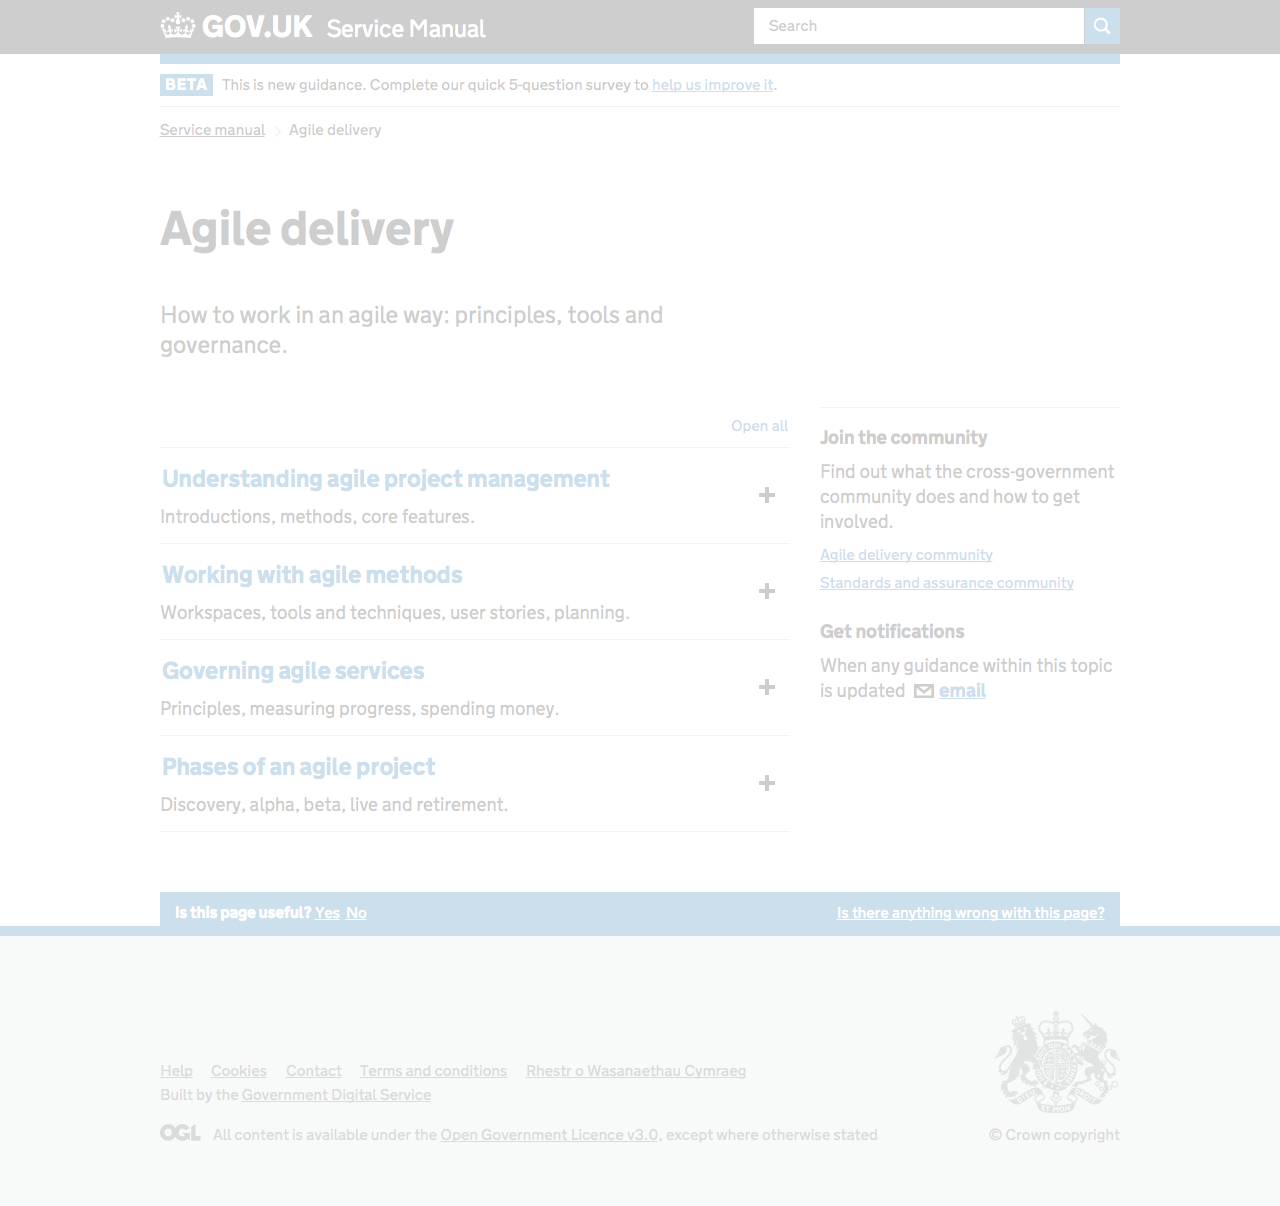 GOV.UK Service Manual
Search
BETA This is new guidance. Complete our quick 5-question survey to help us improve it.
Service manual Agile delivery
Agile delivery
How to work in an agile way: principles, tools and
governance.
Open all
Understanding agile project management
Introductions, methods, core features.
Working with agile methods
Workspaces, tools and techniques, user stories, planning.
Governing agile services
Principles, measuring progress, spending money.
Phases of an agile project
Discovery, alpha, beta, live and retirement.
Join the community
Find out what the cross-government
community does and how to get
involved.
Agile delivery community
Standards and assurance community
Get notifications
When any guidance within this topic
is updated email
Is this page useful? Yes No
Is there anything wrong with this page?
Help Cookies Contact Terms and conditions Rhestr o Wasanaethau Cymraeg
Built by the Government Digital Service
OGL All content is available under the Open Government Licence v3.0, except where otherwise stated
© Crown copyright